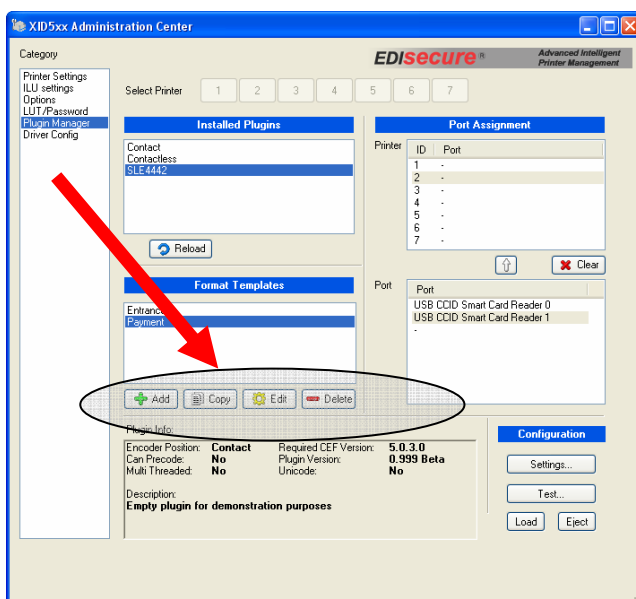 XID5xx Administration Center
Category
EDIsecure ®
Advanced Intelligent
Printer Management
Printer Settings
ILU settings
Options
LUT/Password
Plugin Manager
Driver Config
Select Printer 1 2 3 4 5 6 7
Installed Plugins
Contact
Contactless
SLE4442
Reload
Port Assignment
Printer
ID Port
1 -
2 -
3 -
4 -
5 -
6 -
7 -
Clear
Format Templates
Entrance
Payment
Add Copy Edit Delete
Port
Port
USB CCID Smart Card Reader 0
USB CCID Smart Card Reader 1
-
Plugin Info:
Encoder Position: Contact Required CEF Version: 5.0.3.0
Can Precode: No Plugin Version: 0.999 Beta
Multi Threaded: No Unicode: No
Description:
Empty plugin for demonstration purposes
Configuration
Settings...
Test...
Load Eject